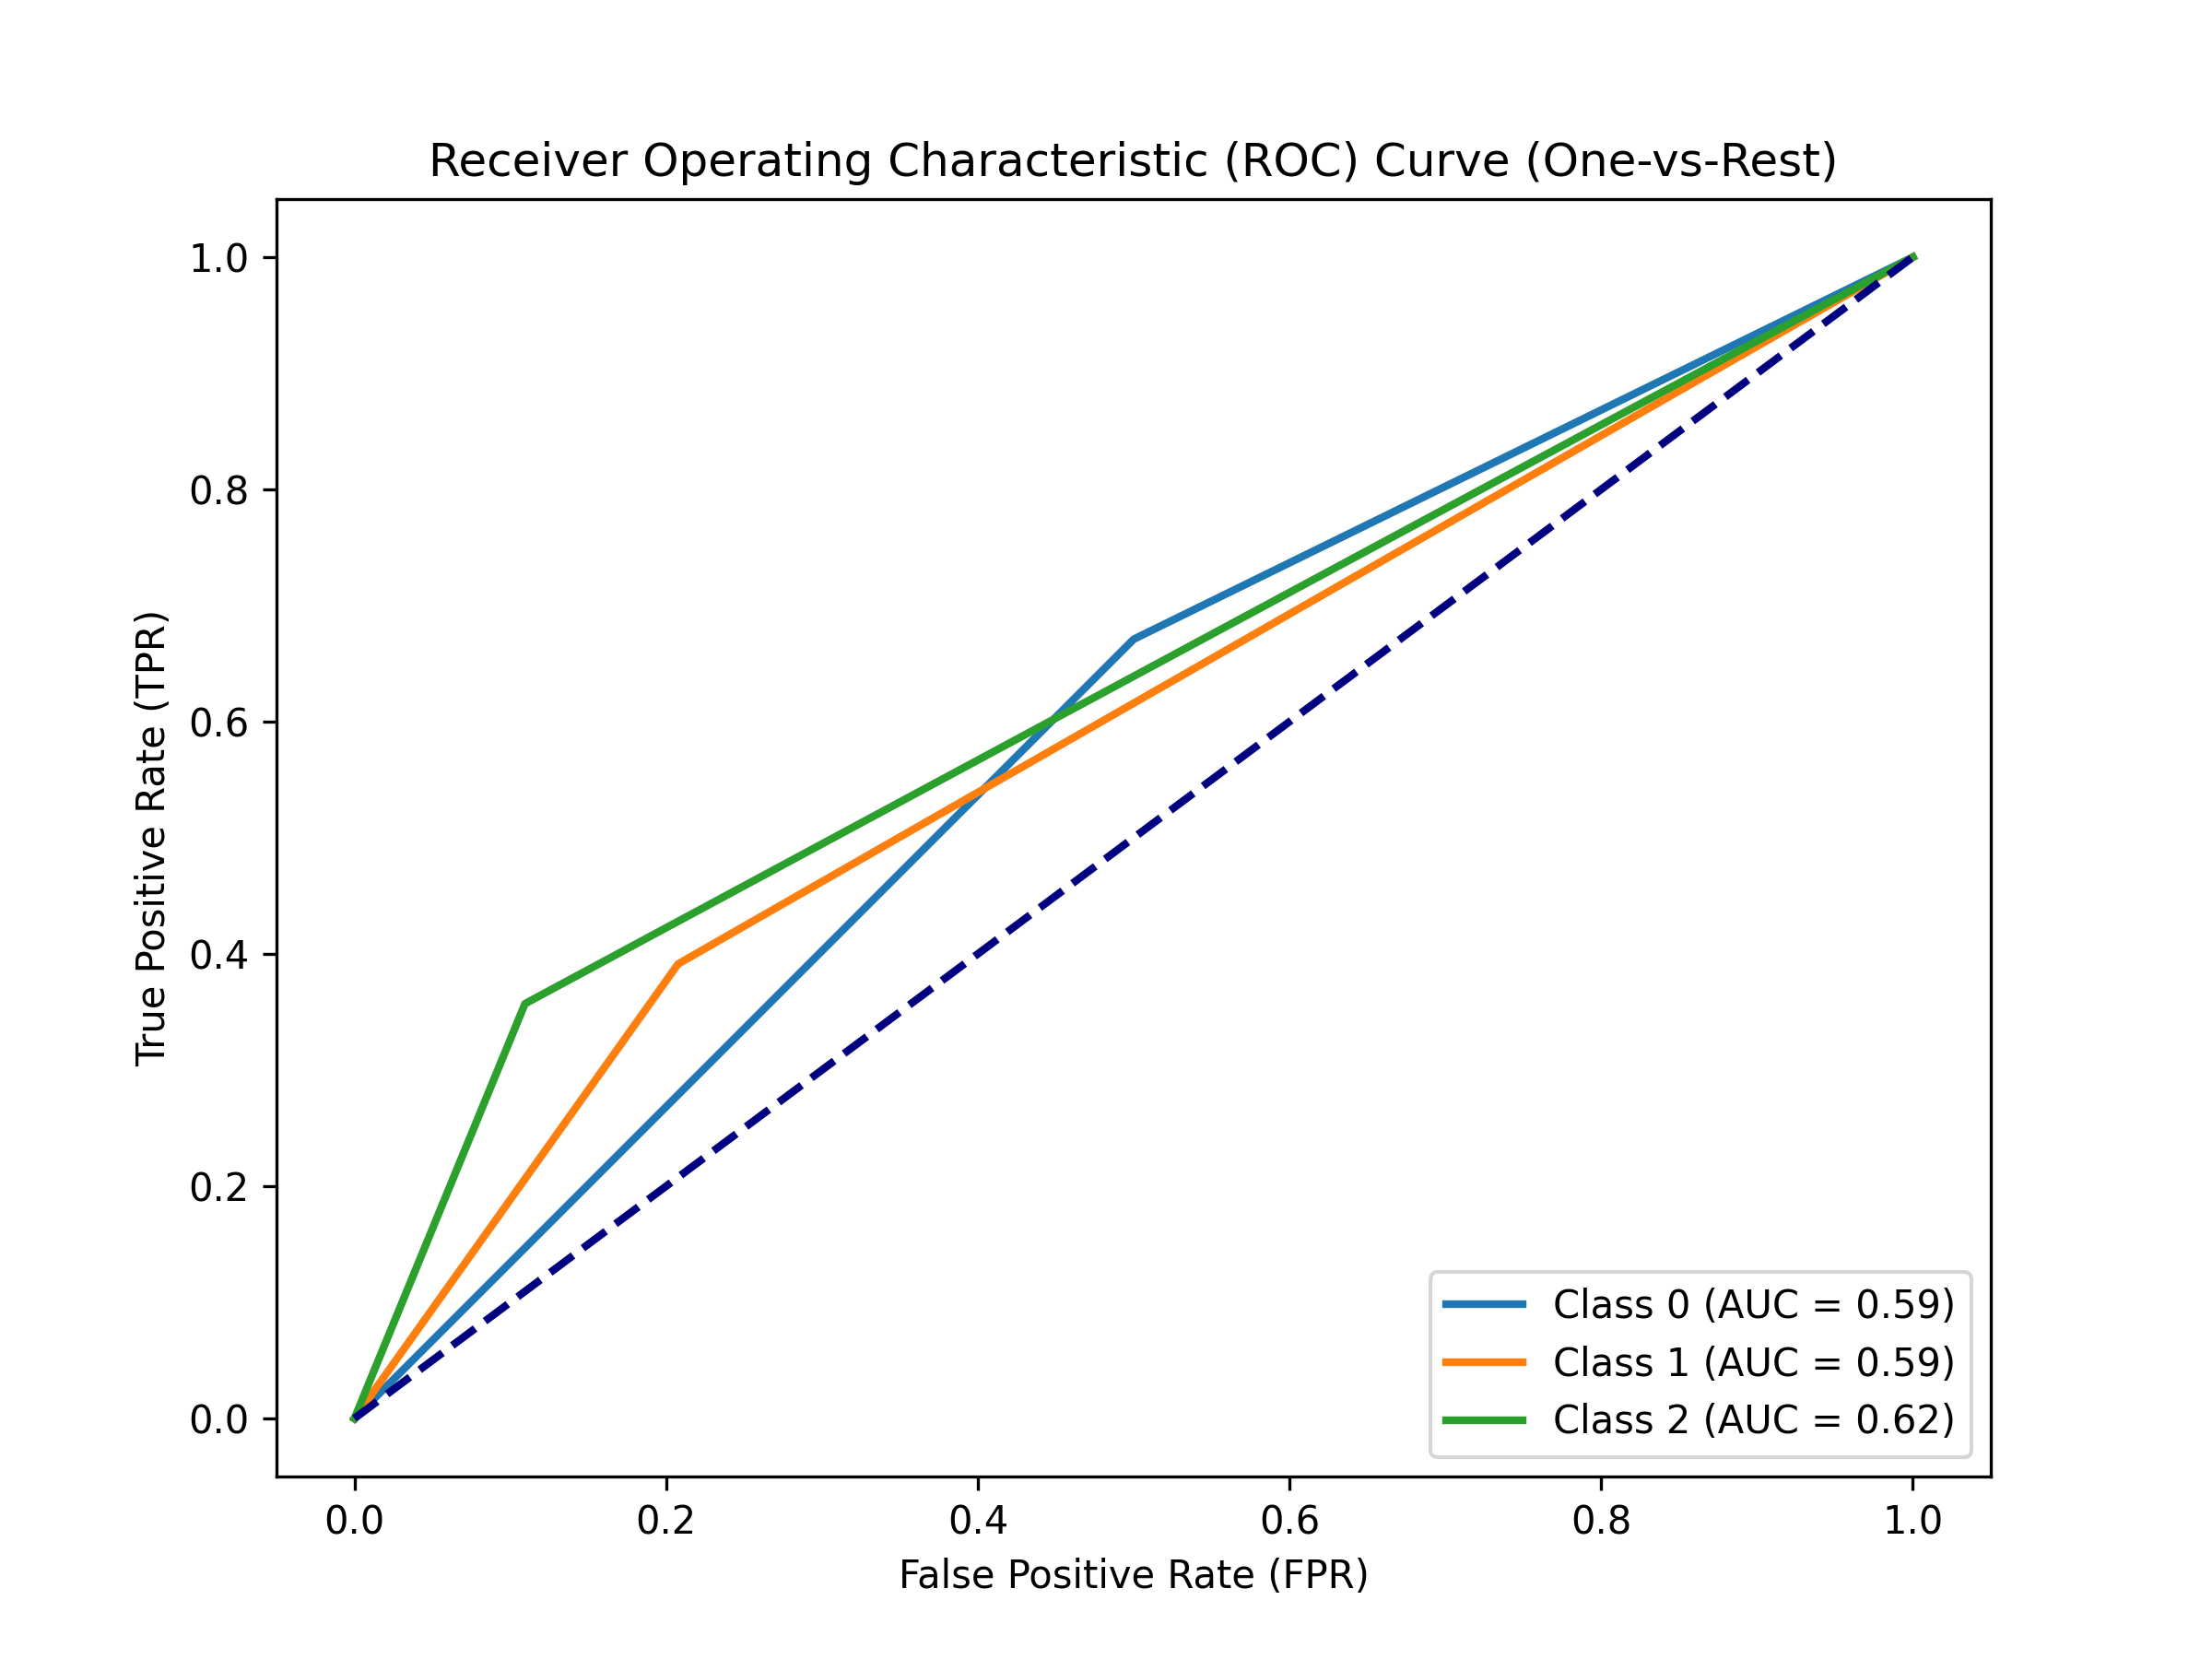 Receiver Operating Characteristic (ROC) Curve (One-vs-Rest)
True Positive Rate (TPR)
1.0
0.8
0.6
0.4
0.2
0.0
Class 0 (AUC = 0.59)
Class 1 (AUC = 0.59)
Class 2 (AUC = 0.62)
0.0 0.2 0.4 0.6 0.8 1.0
False Positive Rate (FPR)